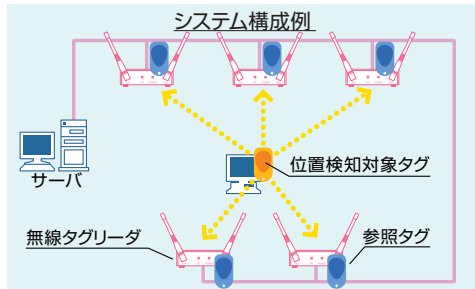 システム構成例
サーバ
位置検知対象タグ
無線タグリーダ
参照タグ